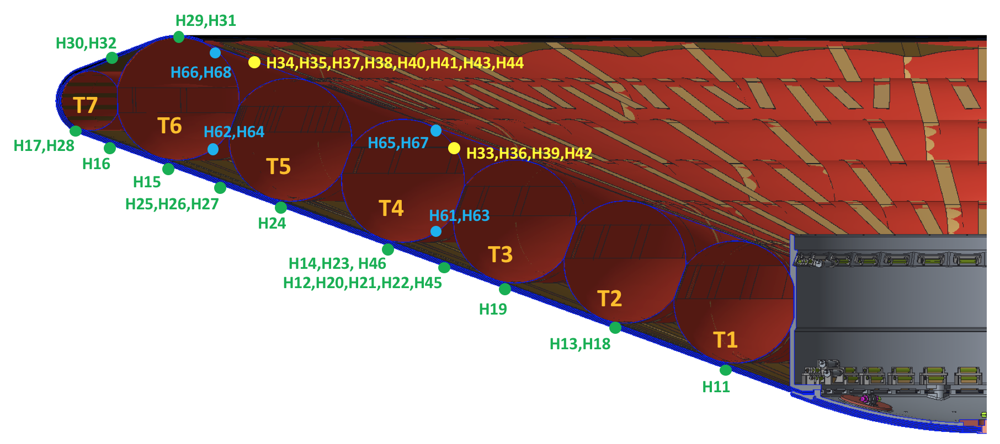 H29,H31
H30,H32
H34,H35,H37,H38,H40,H41,H43,H44
H66,H68
T7
T6
H62,H64
H65,H67
H17,H28
H33,H36,H39,H42
H16
T5
H15
H25,H26,H27
T4
H61,H63
H24
T3
H14,H23, H46
H12,H20,H21,H22,H45
T2
H19
T1
H13,H18
H11